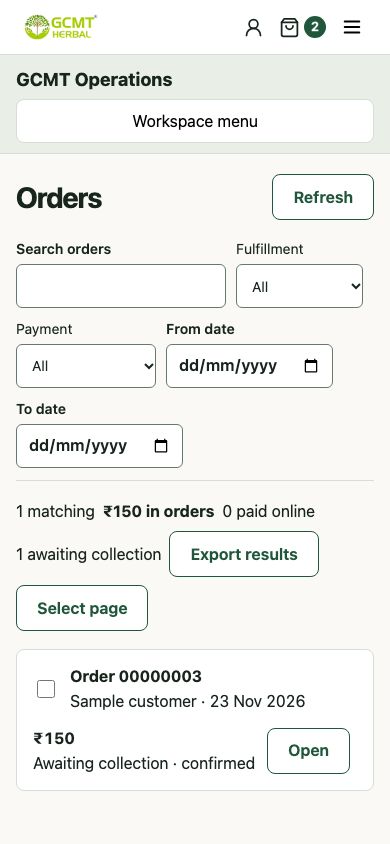 GCMT
HERBAL
2
GCMT Operations
Workspace menu
Orders
Refresh
Search orders Fulfillment
All
Payment From date
All dd/mm/yyyy
To date
dd/mm/yyyy
1 matching ₹150 in orders 0 paid online
1 awaiting collection Export results
Select page
Order 00000003
Sample customer · 23 Nov 2026
₹150
Awaiting collection · confirmed
Open